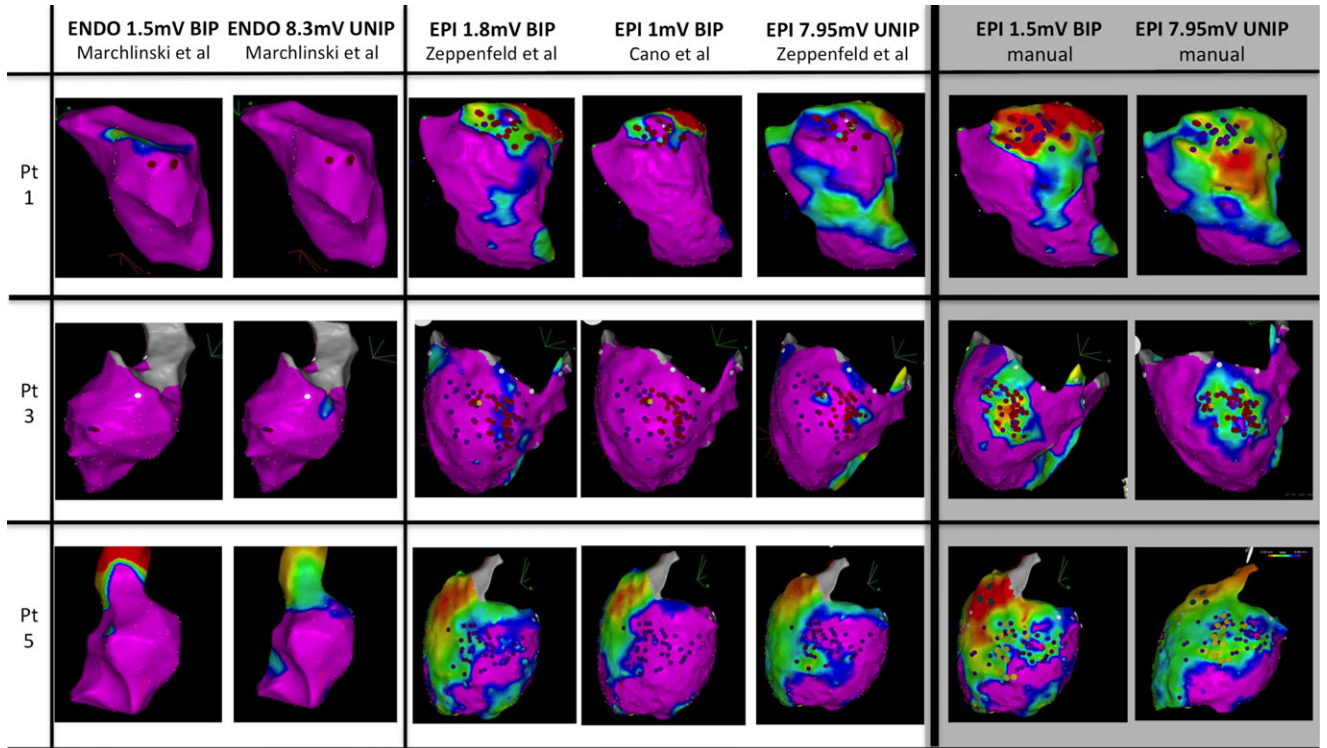 ENDO 1.5mV BIP
Marchlinski et al
ENDO 8.3mV UNIP
Marchlinski et al
EPI 1.8mV BIP
Zeppenfeld et al
EPI 1mV BIP
Cano et al
EPI 7.95mV UNIP
Zeppenfeld et al
EPI 1.5mV BIP
manual
EPI 7.95mV UNIP
manual
Pt
1
Pt
3
Pt
5